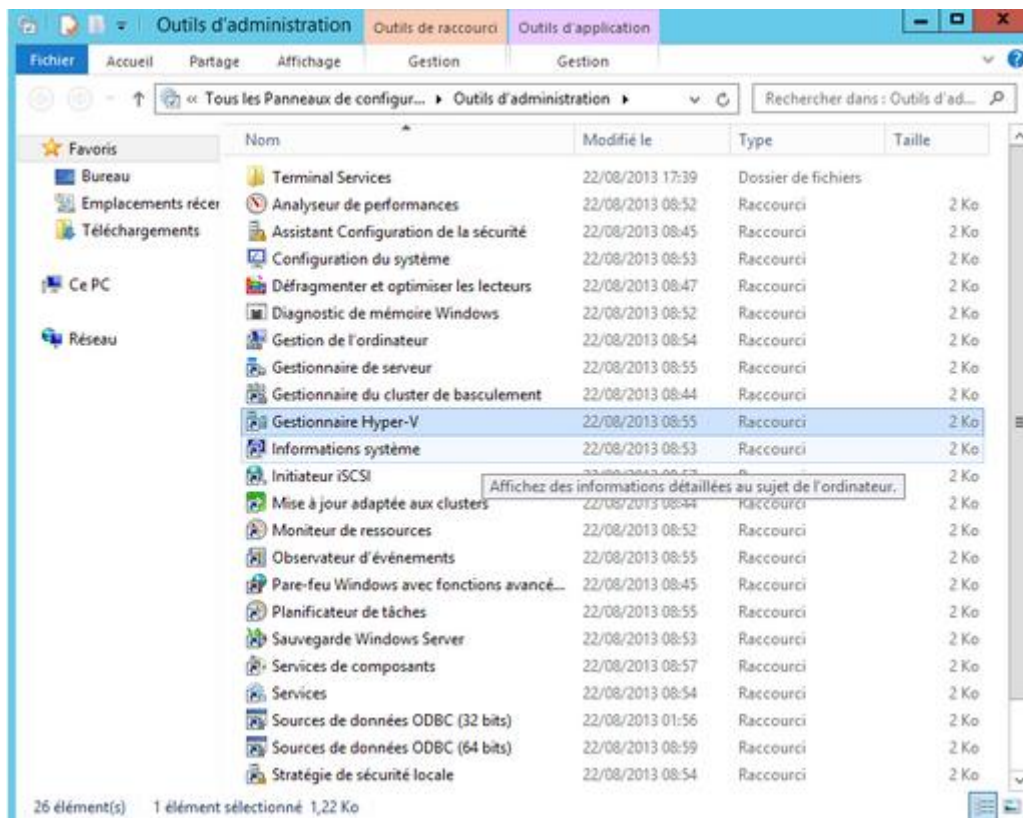 Outils d'administration Outils de raccourci Outils d'application
Fichier Accueil Partage Affichage Gestion Gestion
« Tous les Panneaux de configur... Outils d'administration Rechercher dans : Outils d'ad...
Favoris
Bureau
Emplacements récer
Téléchargements
Ce PC
Réseau
Nom Modifié le Type Taille
Terminal Services 22/08/2013 17:39 Dossier de fichiers
Analyseur de performances 22/08/2013 08:52 Raccourci 2 Ko
Assistant Configuration de la sécurité 22/08/2013 08:45 Raccourci 2 Ko
Configuration du système 22/08/2013 08:53 Raccourci 2 Ko
Défragmenter et optimiser les lecteurs 22/08/2013 08:47 Raccourci 2 Ko
Diagnostic de mémoire Windows 22/08/2013 08:52 Raccourci 2 Ko
Gestion de l'ordinateur 22/08/2013 08:54 Raccourci 2 Ko
Gestionnaire de serveur 22/08/2013 08:55 Raccourci 2 Ko
Gestionnaire du cluster de basculement 22/08/2013 08:44 Raccourci 2 Ko
Gestionnaire Hyper-V 22/08/2013 08:55 Raccourci 2 Ko
Informations système 22/08/2013 08:53 Raccourci 2 Ko
Initiateur iSCSI 2 Ko
Affichez des informations détaillées au sujet de l'ordinateur.
Mise à jour adaptée aux clusters 22/08/2013 08:44 Raccourci 2 Ko
Moniteur de ressources 22/08/2013 08:52 Raccourci 2 Ko
Observateur d'événements 22/08/2013 08:55 Raccourci 2 Ko
Pare-feu Windows avec fonctions avancé... 22/08/2013 08:45 Raccourci 2 Ko
Planificateur de tâches 22/08/2013 08:55 Raccourci 2 Ko
Sauvegarde Windows Server 22/08/2013 08:53 Raccourci 2 Ko
Services de composants 22/08/2013 08:57 Raccourci 2 Ko
Services 22/08/2013 08:54 Raccourci 2 Ko
Sources de données ODBC (32 bits) 22/08/2013 01:56 Raccourci 2 Ko
Sources de données ODBC (64 bits) 22/08/2013 08:59 Raccourci 2 Ko
Stratégie de sécurité locale 22/08/2013 08:54 Raccourci 2 Ko
26 élément(s) 1 élément sélectionné 1,22 Ko